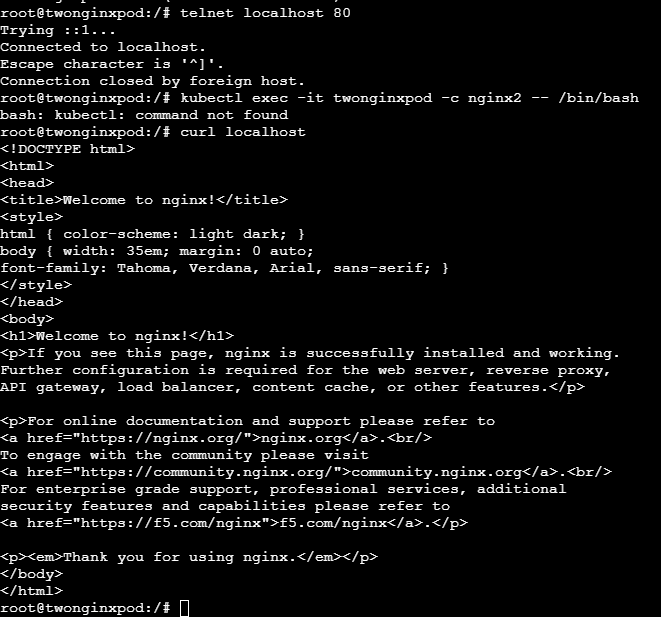 root@twonginxpod:/# telnet localhost 80
Trying ::1...
Connected to localhost.
Escape character is '^]'.
Connection closed by foreign host.
root@twonginxpod:/# kubectl exec -it twonginxpod -c nginx2 -- /bin/bash
bash: kubectl: command not found
root@twonginxpod:/# curl localhost
<!DOCTYPE html>
<html>
<head>
<title>Welcome to nginx!</title>
<style>
html { color-scheme: light dark; }
body { width: 35em; margin: 0 auto;
font-family: Tahoma, Verdana, Arial, sans-serif; }
</style>
</head>
<body>
<h1>Welcome to nginx!</h1>
<p>If you see this page, nginx is successfully installed and working.
Further configuration is required for the web server, reverse proxy,
API gateway, load balancer, content cache, or other features.</p>

<p>For online documentation and support please refer to
<a href="https://nginx.org/">nginx.org</a>.<br/>
To engage with the community please visit
<a href="https://community.nginx.org/">community.nginx.org</a>.<br/>
For enterprise grade support, professional services, additional
security features and capabilities please refer to
<a href="https://f5.com/nginx">f5.com/nginx</a>.</p>

<p><em>Thank you for using nginx.</em></p>
</body>
</html>
root@twonginxpod:/#